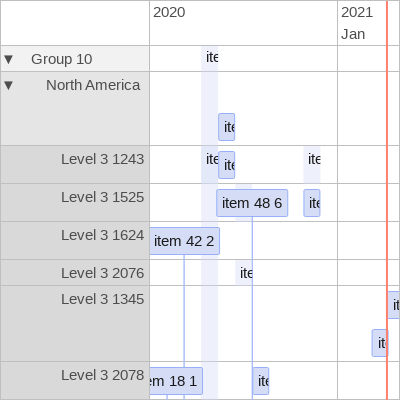 2020
2021
Jan
▼ Group 10
ite
▼ North America
ite
Level 3 1243
ite
ite
ite
Level 3 1525
item 48 6
ite
Level 3 1624
item 42 2
Level 3 2076
ite
Level 3 1345
it
it
Level 3 2078
em 18 1
ite